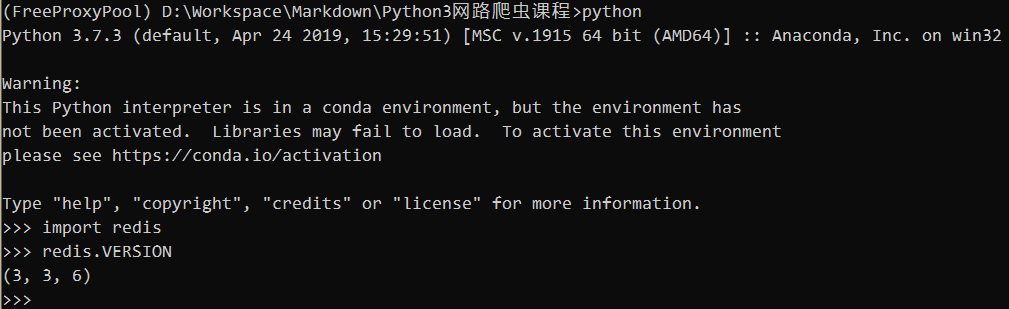 (FreeProxyPool) D:\Workspace\Markdown\Python3网路爬虫课程>python
Python 3.7.3 (default, Apr 24 2019, 15:29:51) [MSC v.1915 64 bit (AMD64)] :: Anaconda, Inc. on win32
Warning:
This Python interpreter is in a conda environment, but the environment has
not been activated.  Libraries may fail to load.  To activate this environment
please see https://conda.io/activation
Type "help", "copyright", "credits" or "license" for more information.
>>> import redis
>>> redis.VERSION
(3, 3, 6)
>>>